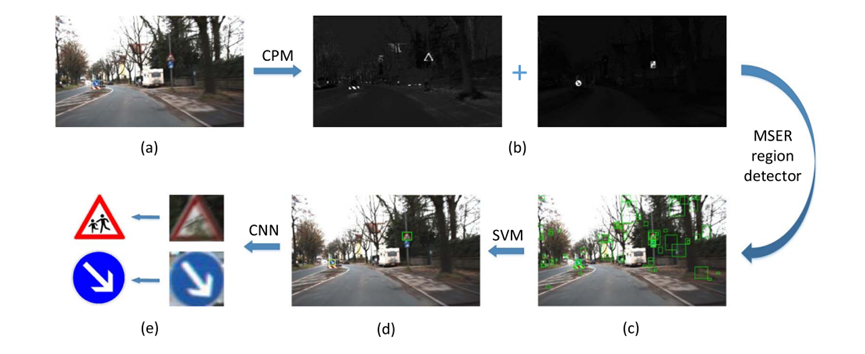 CPM
+
(a)
(b)
MSER
region
detector
CNN
SVM
(e)
(d)
(c)